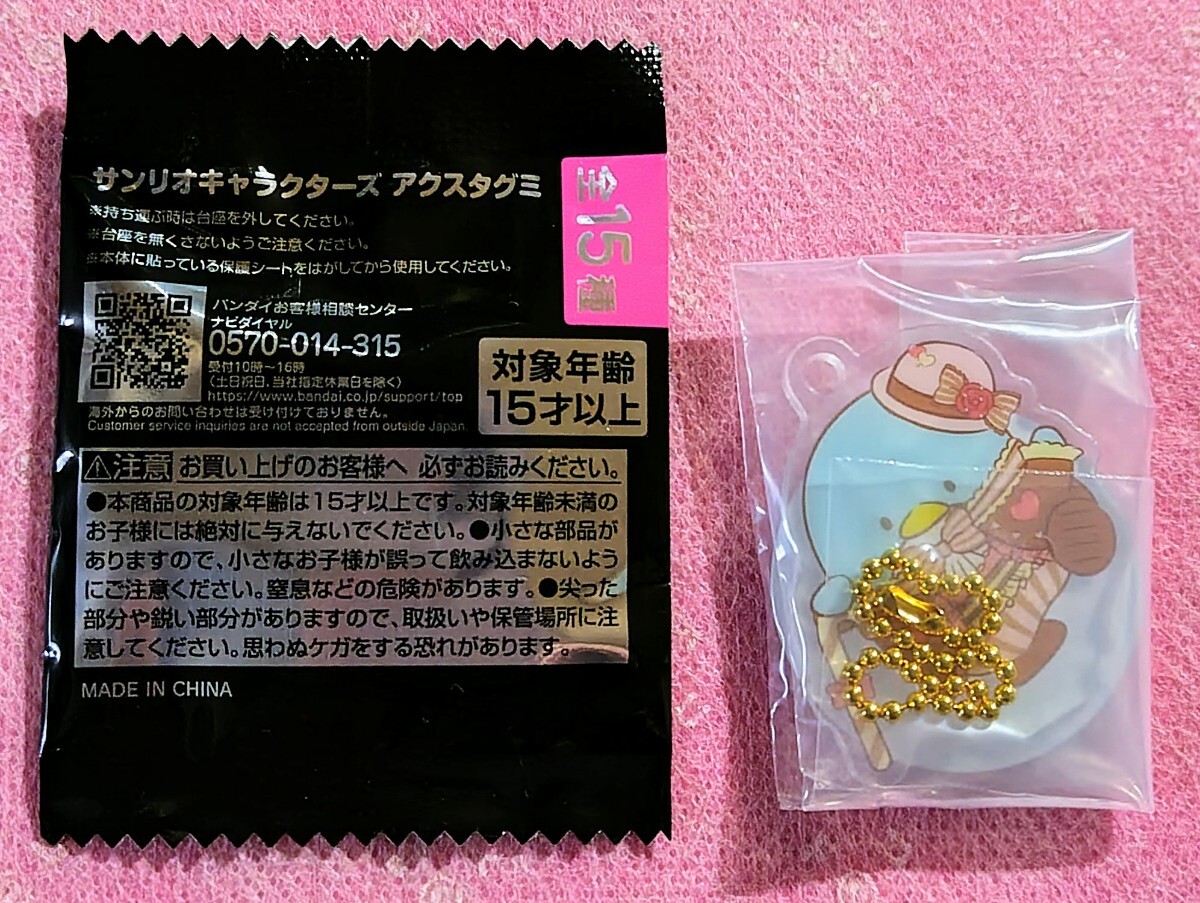 サンリオキャラクターズ アクスタグミ
※持ち運ぶ時は台座を外してください。
※台座を無くさないようご注意ください。
※本体に貼っている保護シートをはがしてから使用してください。
全15種
バンダイお客様相談センター
ナビダイヤル
0570-014-315
受付10時～16時
(土日祝日、当社指定休業日を除く)
https://www.bandai.co.jp/support/top
海外からのお問い合わせは受け付けておりません。
Customer service inquiries are not accepted from outside Japan.
対象年齢
15才以上
⚠注意 お買い上げのお客様へ 必ずお読みください。
●本商品の対象年齢は15才以上です。対象年齢未満の
お子様には絶対に与えないでください。●小さな部品が
ありますので、小さなお子様が誤って飲み込まないよう
にご注意ください。窒息などの危険があります。●尖った
部分や鋭い部分がありますので、取扱いや保管場所に注
意してください。思わぬケガをする恐れがあります。
MADE IN CHINA